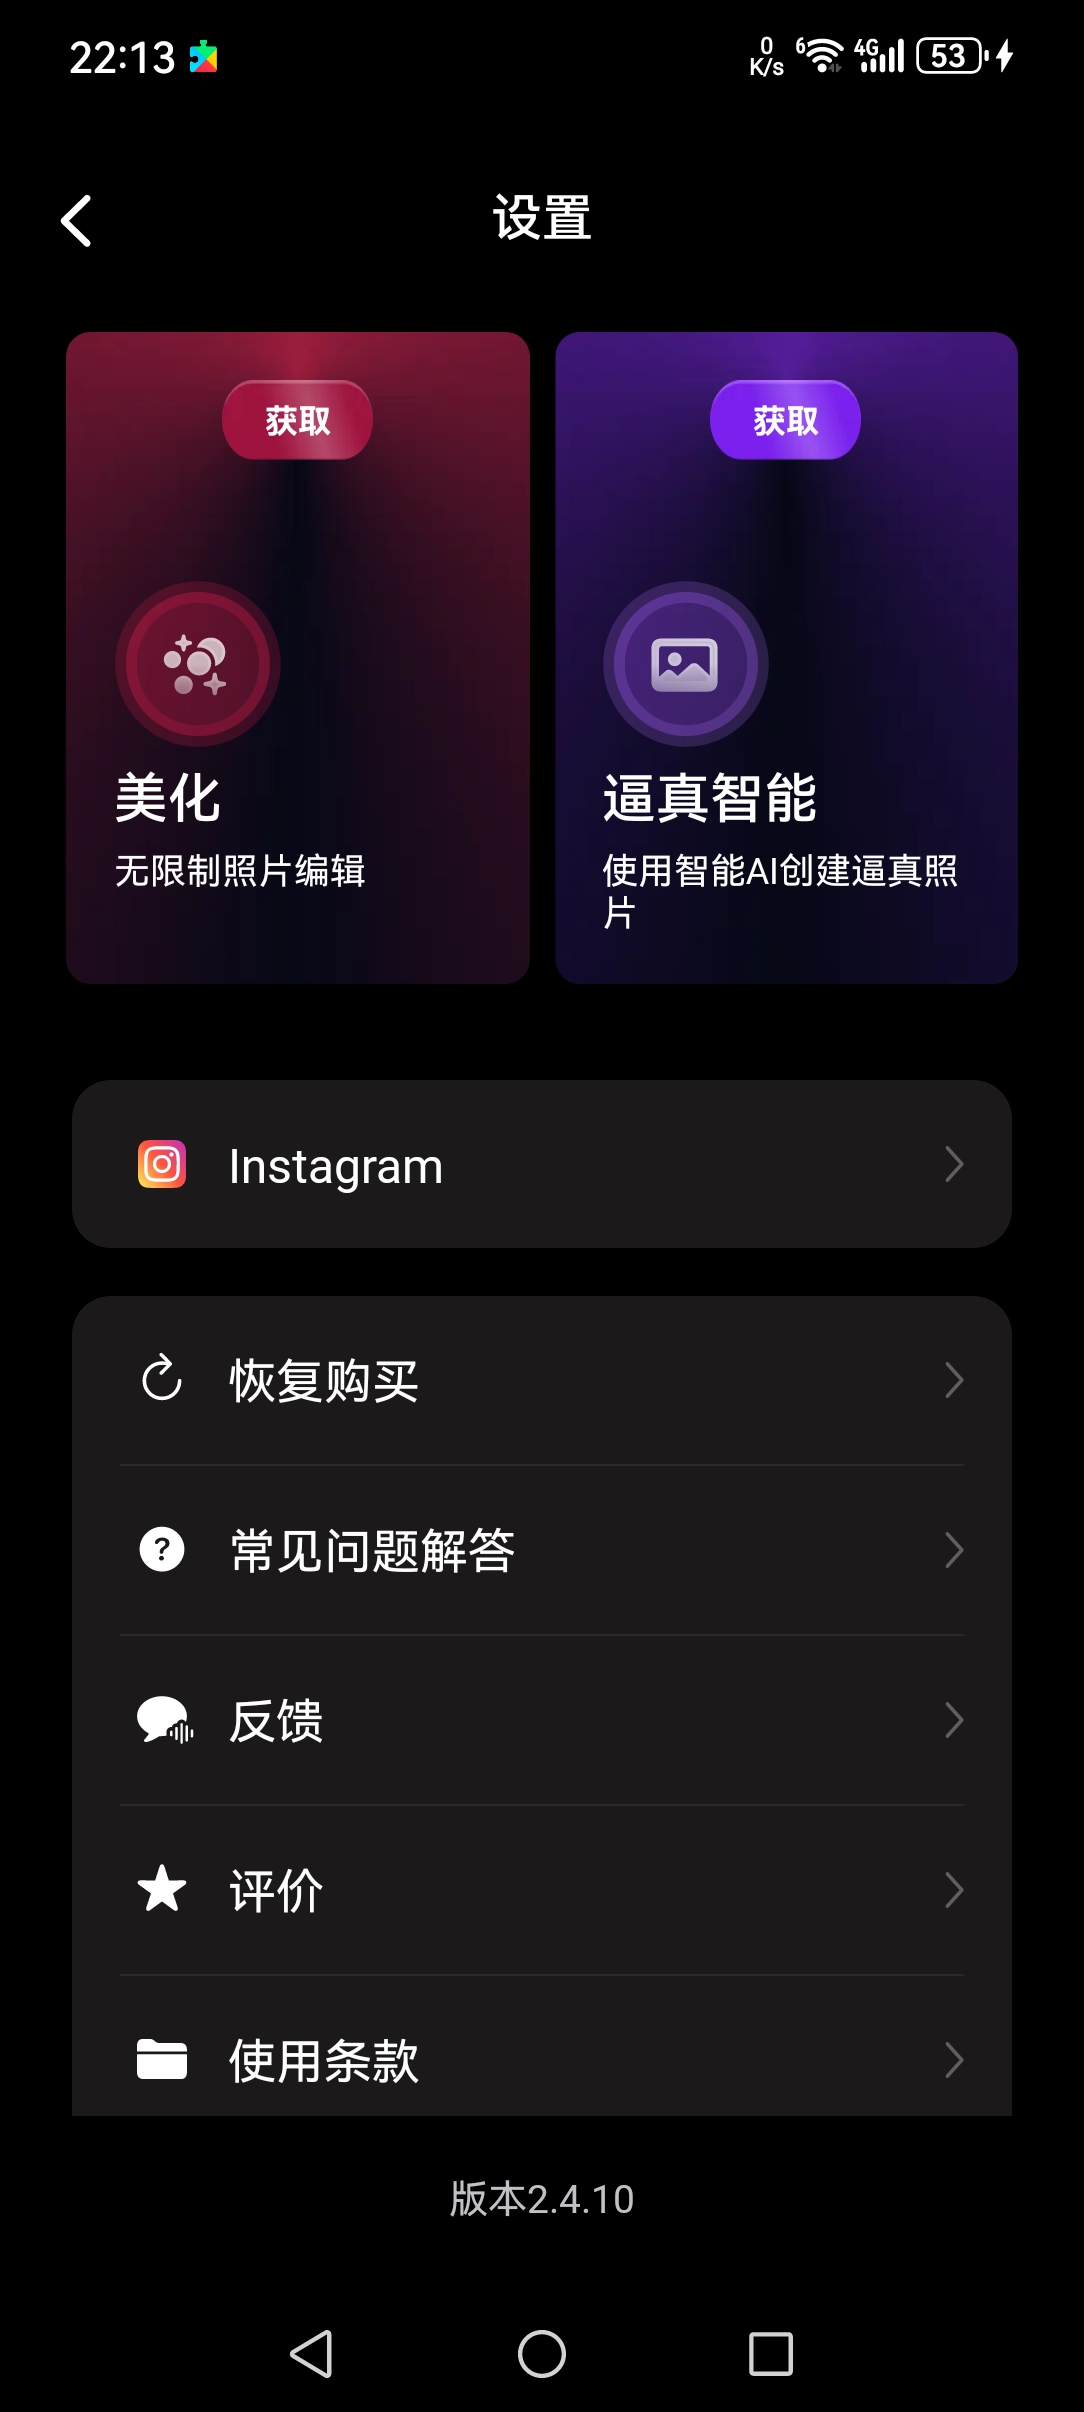 22:13
0
K/s
6
4G
53
设置
获取
美化
无限制照片编辑
获取
逼真智能
使用智能AI创建逼真照
片
Instagram
恢复购买
常见问题解答
反馈
评价
使用条款
版本2.4.10